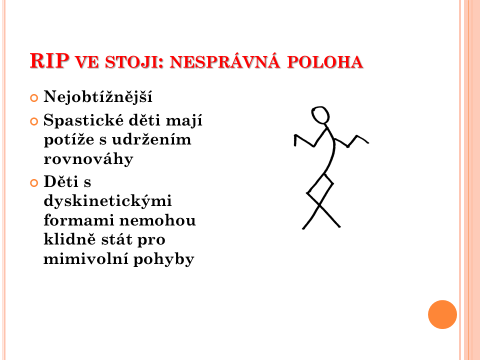 RIP VE STOJI: NESPRÁVNÁ POLOHA
Nejobtížnější
Spastické děti mají
potíže s udržením
rovnováhy
Děti s
dyskinetickými
formami nemohou
klidně stát pro
mimivolní pohyby